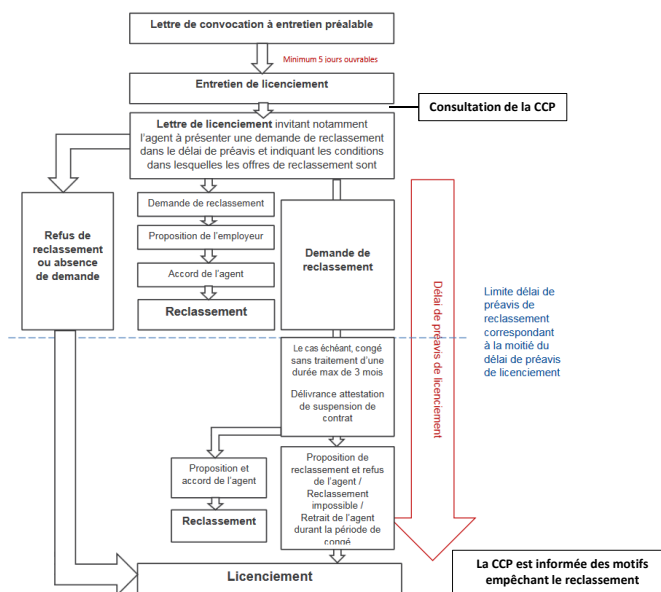 Lettre de convocation à entretien préalable
Minimum 5 jours ouvrables
Entretien de licenciement
Consultation de la CCP
Lettre de licenciement invitant notamment
l'agent à présenter une demande de reclassement
dans le délai de préavis et indiquant les conditions
dans lesquelles les offres de reclassement sont
Refus de
reclassement
ou absence
de demande
Demande de reclassement
Proposition de l'employeur
Accord de l'agent
Reclassement
Demande de
reclassement
Délai de préavis de licenciement
Limite délai de
préavis de
reclassement
correspondant
à la moitié du
délai de préavis
de licenciement
Le cas échéant, congé
sans traitement d'une
durée max de 3 mois
Délivrance attestation
de suspension de
contrat
Proposition et
accord de l'agent
Reclassement
Proposition de
reclassement et refus
de l'agent /
Reclassement
impossible /
Retrait de l'agent
durant la période de
congé
Licenciement
La CCP est informée des motifs
empêchant le reclassement